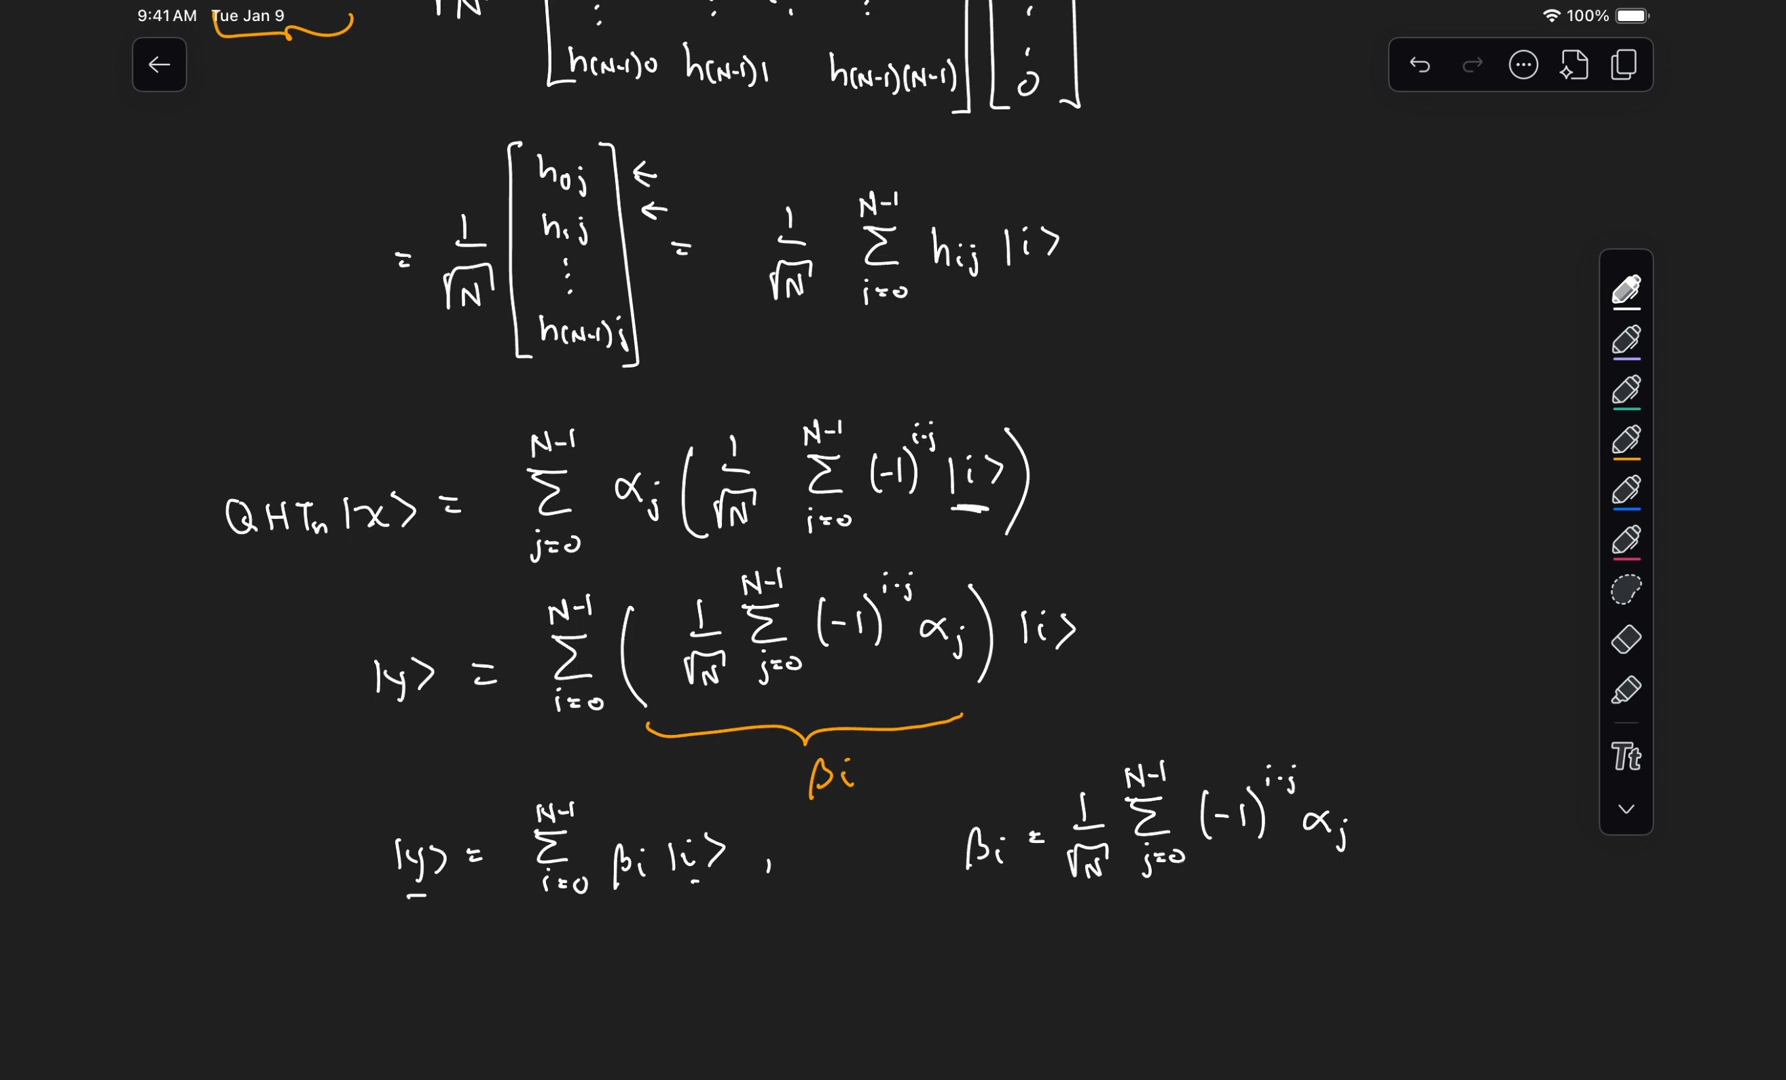 9:41 AM Tue Jan 9
100%
√N
⋮ ⋮ ⋱ ⋮ ⋮
h(N-1)0 h(N-1)1 h(N-1)(N-1) 0
= 1/√N [h0j h1j ⋮ h(N-1)j] ← ← = 1/√N Σ_{i=0}^{N-1} hij |i>
QHTn |x> = Σ_{j=0}^{N-1} αj (1/√N Σ_{i=0}^{N-1} (-1)^{i·j} |i>)
|y> = Σ_{i=0}^{N-1} (1/√N Σ_{j=0}^{N-1} (-1)^{i·j} αj) |i>
βi
|y> = Σ_{i=0}^{N-1} βi |i> , βi = 1/√N Σ_{j=0}^{N-1} (-1)^{i·j} αj
Tt